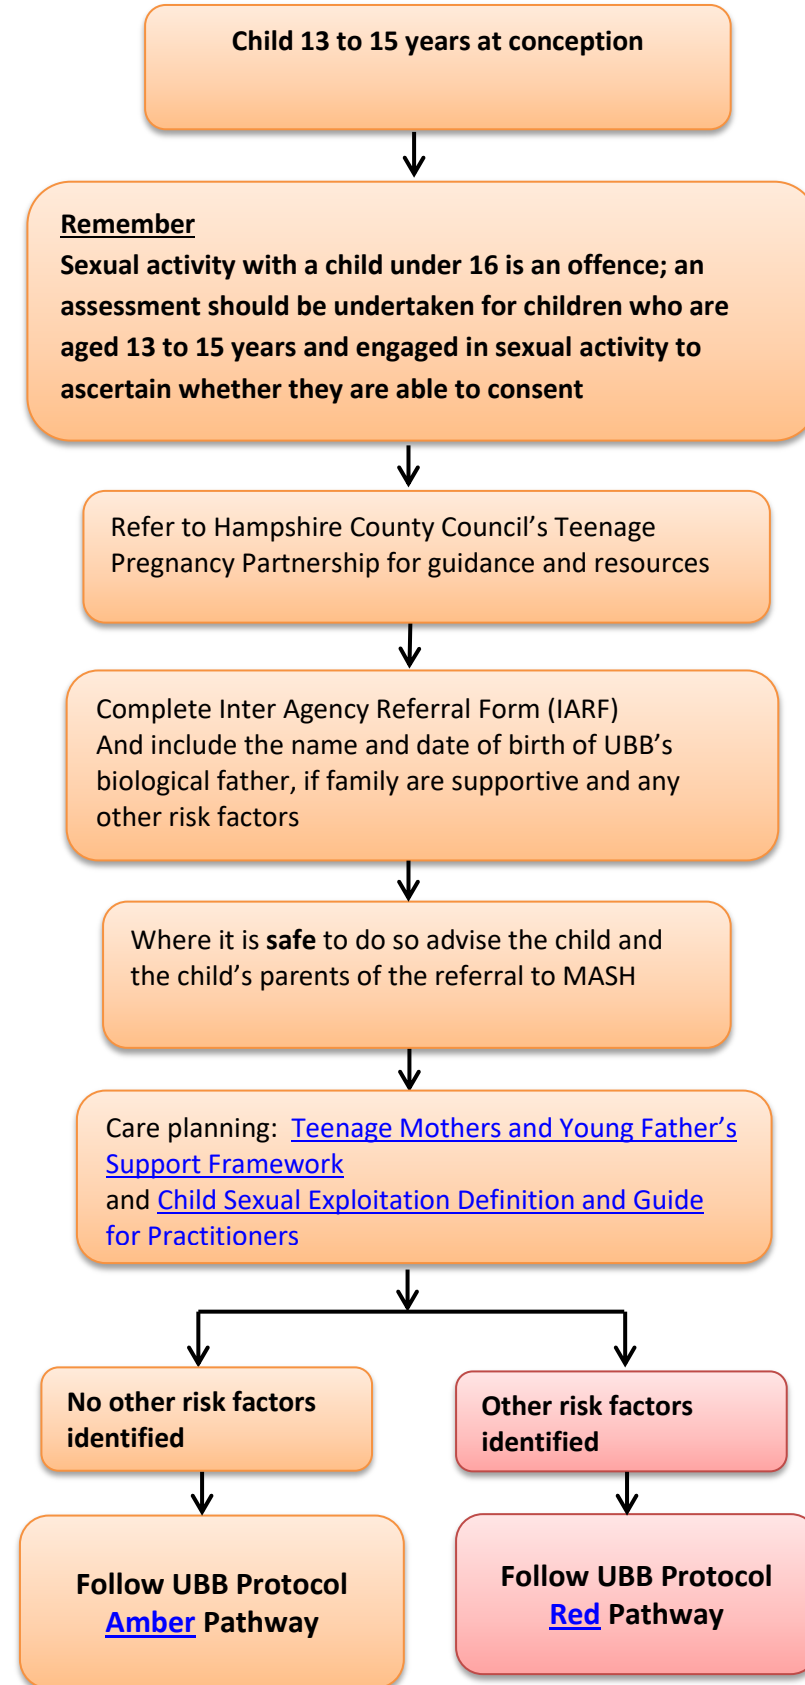 Child 13 to 15 years at conception
Remember
Sexual activity with a child under 16 is an offence; an
assessment should be undertaken for children who are
aged 13 to 15 years and engaged in sexual activity to
ascertain whether they are able to consent
Refer to Hampshire County Council’s Teenage
Pregnancy Partnership for guidance and resources
Complete Inter Agency Referral Form (IARF)
And include the name and date of birth of UBB’s
biological father, if family are supportive and any
other risk factors
Where it is safe to do so advise the child and
the child’s parents of the referral to MASH
Care planning: Teenage Mothers and Young Father’s
Support Framework
and Child Sexual Exploitation Definition and Guide
for Practitioners
No other risk factors
identified
Other risk factors
identified
Follow UBB Protocol
Amber Pathway
Follow UBB Protocol
Red Pathway